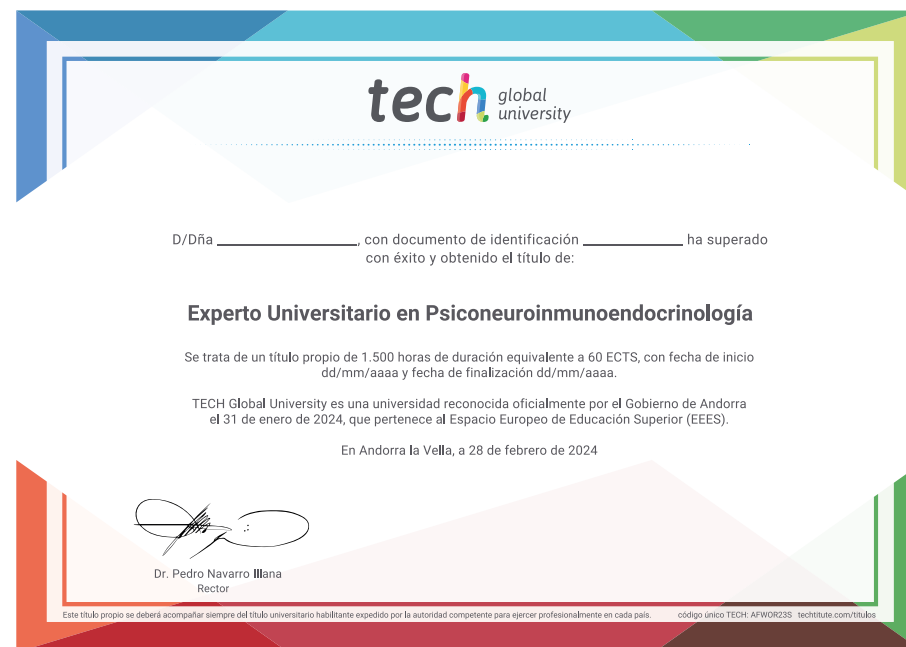 tech global university
D/Dña ____________________, con documento de identificación ______________ ha superado
con éxito y obtenido el título de:
Experto Universitario en Psiconeuroinmunoendocrinología
Se trata de un título propio de 1.500 horas de duración equivalente a 60 ECTS, con fecha de inicio
dd/mm/aaaa y fecha de finalización dd/mm/aaaa.
TECH Global University es una universidad reconocida oficialmente por el Gobierno de Andorra
el 31 de enero de 2024, que pertenece al Espacio Europeo de Educación Superior (EEES).
En Andorra la Vella, a 28 de febrero de 2024
Dr. Pedro Navarro Illana
Rector
Este título propio se deberá acompañar siempre del título universitario habilitante expedido por la autoridad competente para ejercer profesionalmente en cada país. código único TECH: AFWOR23S techtitute.com/titulos